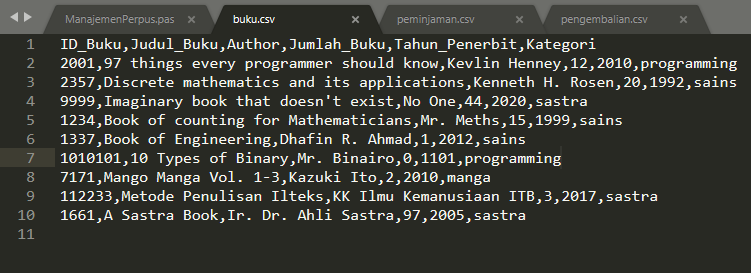 ManajemenPerpus.pas × buku.csv × peminjaman.csv × pengembalian.csv ×
1 ID_Buku,Judul_Buku,Author,Jumlah_Buku,Tahun_Penerbit,Kategori
2 2001,97 things every programmer should know,Kevlin Henney,12,2010,programming
3 2357,Discrete mathematics and its applications,Kenneth H. Rosen,20,1992,sains
4 9999,Imaginary book that doesn't exist,No One,44,2020,sastra
5 1234,Book of counting for Mathematicians,Mr. Meths,15,1999,sains
6 1337,Book of Engineering,Dhafin R. Ahmad,1,2012,sains
7 1010101,10 Types of Binary,Mr. Binairo,0,1101,programming
8 7171,Mango Manga Vol. 1-3,Kazuki Ito,2,2010,manga
9 112233,Metode Penulisan Ilteks,KK Ilmu Kemanusiaan ITB,3,2017,sastra
10 1661,A Sastra Book,Ir. Dr. Ahli Sastra,97,2005,sastra
11